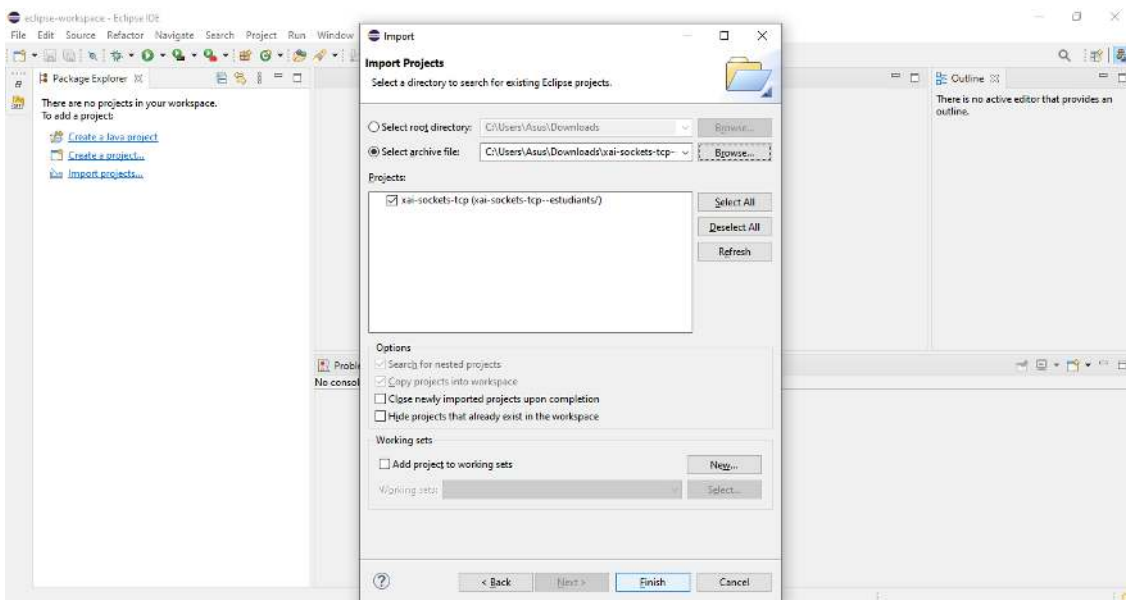 eclipse-workspace - Eclipse IDE
File Edit Source Refactor Navigate Search Project Run Window
Package Explorer
There are no projects in your workspace.
To add a project:
Create a Java project
Create a project...
Import projects...
Import
Import Projects
Select a directory to search for existing Eclipse projects.
Select root directory: C:\Users\Asus\Downloads Browse...
Select archive file: C:\Users\Asus\Downloads\xai-sockets-tcp- Browse...
Projects:
xai-sockets-tcp (xai-sockets-tcp--estudiants/)
Select All
Deselect All
Refresh
Options
Search for nested projects
Copy projects into workspace
Close newly imported projects upon completion
Hide projects that already exist in the workspace
Working sets
Add project to working sets New...
Working sets: Select...
< Back Next > Finish Cancel
Proble
No consol
Outline
There is no active editor that provides an
outline.